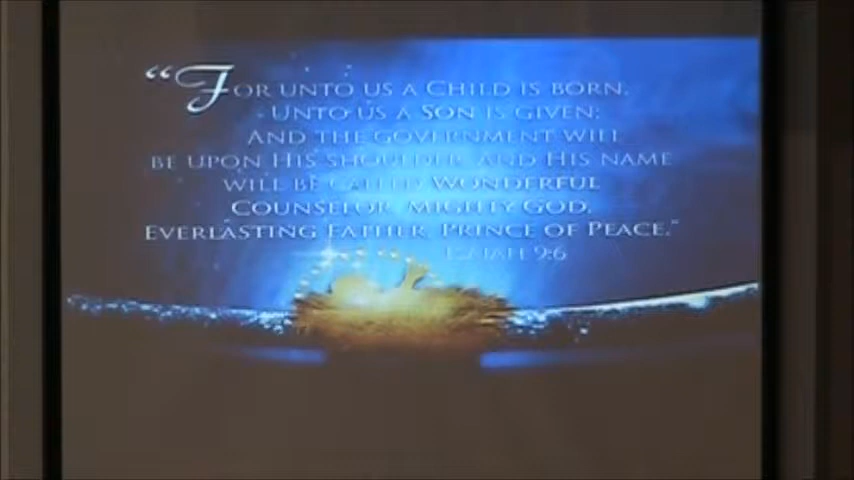 “For unto us a Child is born,
Unto us a Son is given;
And the government will
be upon His shoulder, and His name
will be called Wonderful
Counselor, Mighty God,
Everlasting Father, Prince of Peace.”
Isaiah 9:6